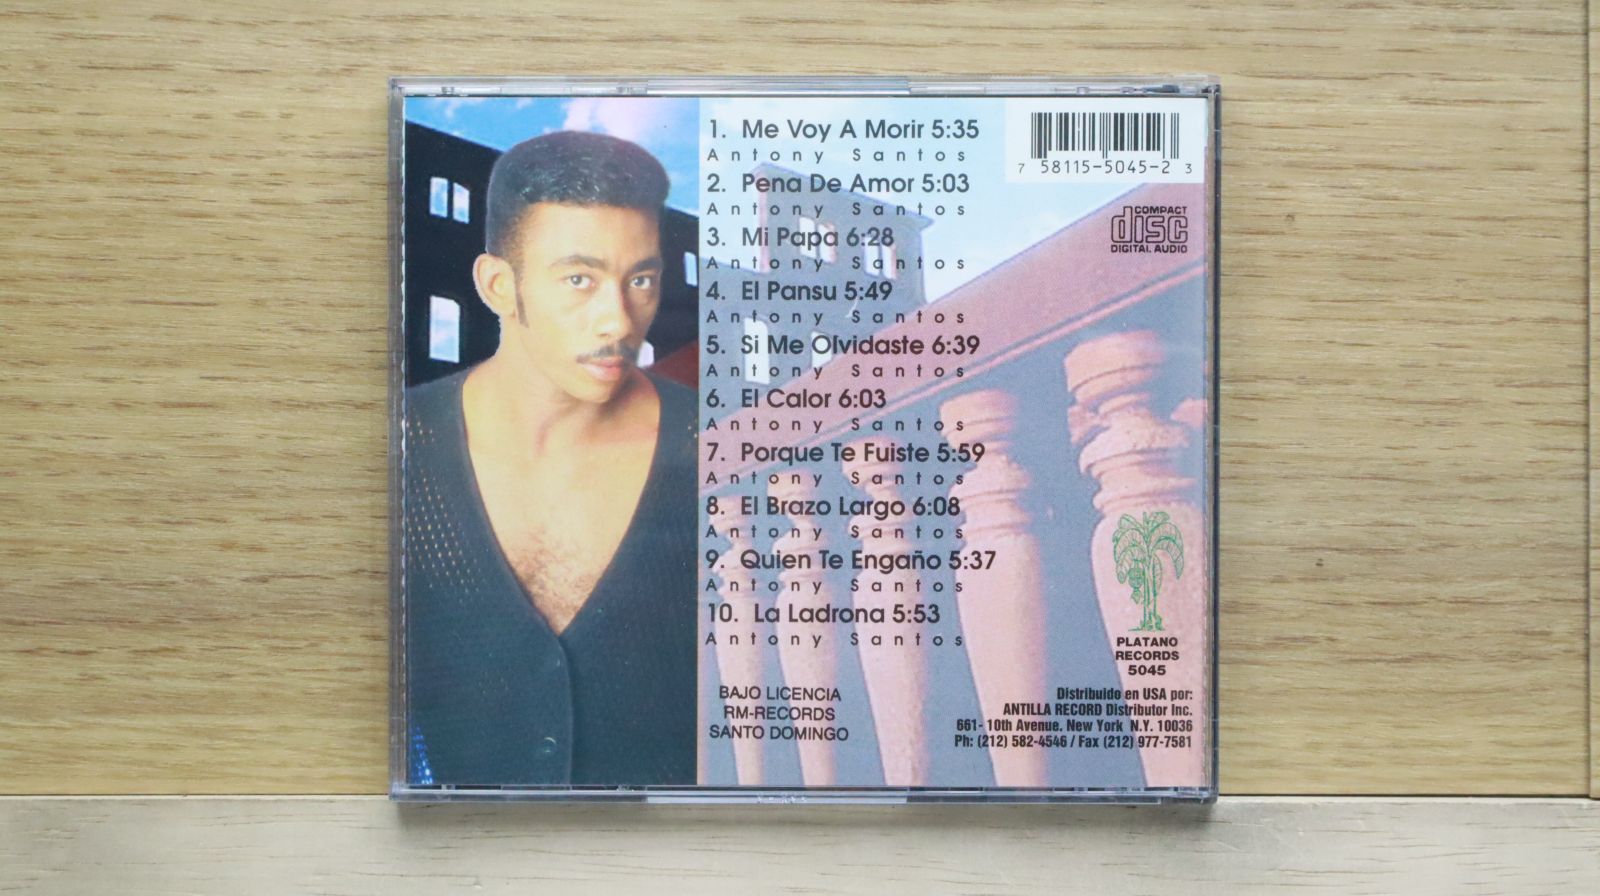 1. Me Voy A Morir 5:35
Antony Santos
2. Pena De Amor 5:03
Antony Santos
3. Mi Papa 6:28
Antony Santos
4. El Pansu 5:49
Antony Santos
5. Si Me Olvidaste 6:39
Antony Santos
6. El Calor 6:03
Antony Santos
7. Porque Te Fuiste 5:59
Antony Santos
8. El Brazo Largo 6:08
Antony Santos
9. Quien Te Engaño 5:37
Antony Santos
10. La Ladrona 5:53
Antony Santos
BAJO LICENCIA
RM-RECORDS
SANTO DOMINGO
7 58115-5045-2 3
COMPACT
disc
DIGITAL AUDIO
PLATANO
RECORDS
5045
Distribuido en USA por:
ANTILLA RECORD Distributor Inc.
661- 10th Avenue. New York N.Y. 10036
Ph: (212) 582-4546 / Fax (212) 977-7581